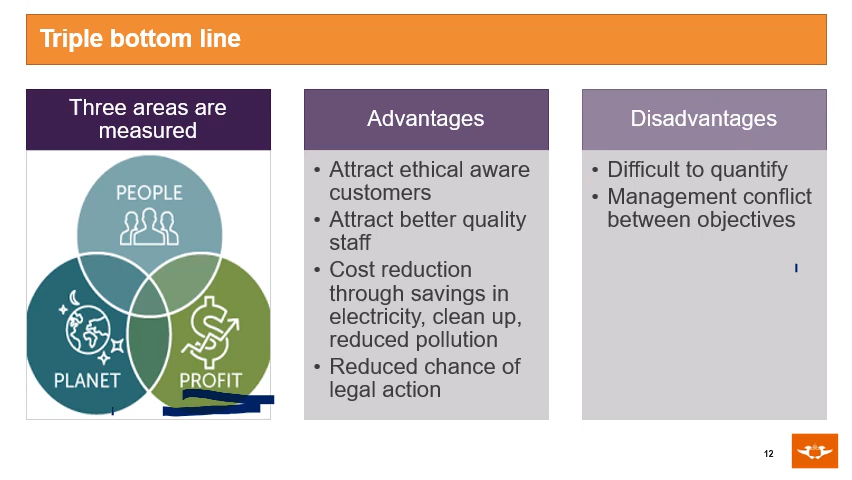 Triple bottom line
Three areas are
measured
PEOPLE
PLANET
PROFIT
Advantages
• Attract ethical aware
customers
• Attract better quality
staff
• Cost reduction
through savings in
electricity, clean up,
reduced pollution
• Reduced chance of
legal action
Disadvantages
• Difficult to quantify
• Management conflict
between objectives
12